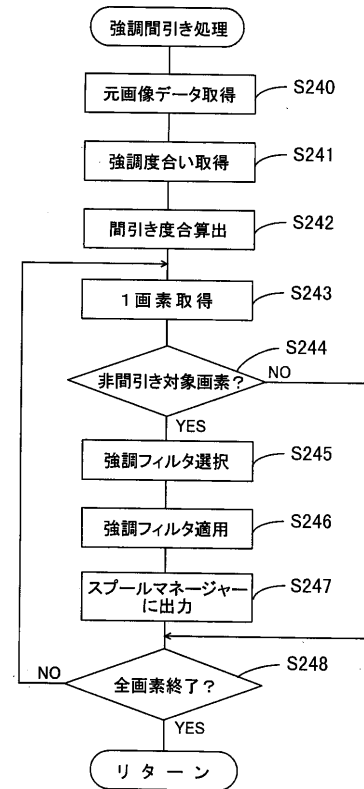 強調間引き処理
元画像データ取得
S240
強調度合い取得
S241
間引き度合算出
S242
1画素取得
S243
S244
非間引き対象画素?
NO
YES
強調フィルタ選択
S245
強調フィルタ適用
S246
スプールマネージャー
に出力
S247
S248
NO
全画素終了?
YES
リターン